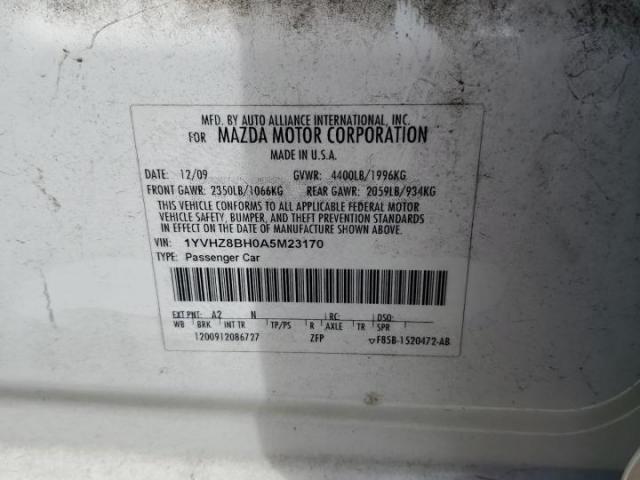 MFD. BY AUTO ALLIANCE INTERNATIONAL, INC.
FOR MAZDA MOTOR CORPORATION
MADE IN U.S.A.
DATE: 12/09 GVWR: 4400LB/1996KG
FRONT GAWR: 2350LB/1066KG REAR GAWR: 2059LB/934KG
THIS VEHICLE CONFORMS TO ALL APPLICABLE FEDERAL MOTOR
VEHICLE SAFETY, BUMPER, AND THEFT PREVENTION STANDARDS
IN EFFECT ON THE DATE OF MANUFACTURE SHOWN ABOVE.
VIN: 1YVHZ8BH0A5M23170
TYPE: Passenger Car
EXT PNT: A2 N RC: DSO:
WB BRK INT TR TP/PS R AXLE TR SPR
1200912086727 ZFP F85B-1520472-AB